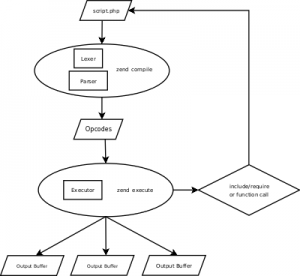 script.php
Lexer
zend compile
Parser
Opcodes
Executor
zend execute
include/require
or function call
Output Buffer
Output Buffer
Output Buffer